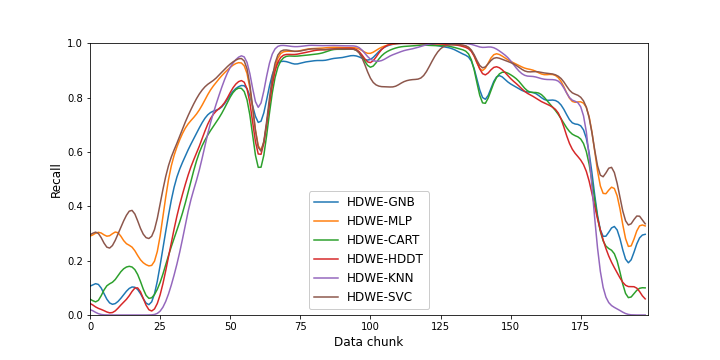 1.0
0.8
0.6
0.4
0.2
0.0
Recall
HDWE-GNB
HDWE-MLP
HDWE-CART
HDWE-HDDT
HDWE-KNN
HDWE-SVC
0 25 50 75 100 125 150 175
Data chunk